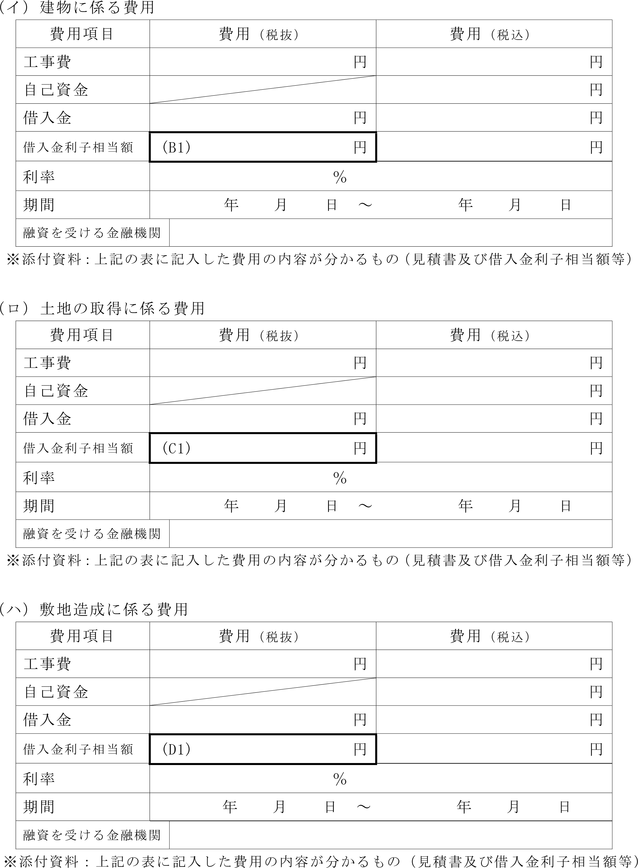 (イ) 建物に係る費用
費用項目 費用（税抜） 費用（税込）
工事費 円 円
自己資金 円
借入金 円 円
借入金利子相当額 (B1) 円 円
利率 %
期間 年 月 日 ～ 年 月 日
融資を受ける金融機関
※添付資料：上記の表に記入した費用の内容が分かるもの（見積書及び借入金利子相当額等）
(ロ) 土地の取得に係る費用
費用項目 費用（税抜） 費用（税込）
工事費 円 円
自己資金 円
借入金 円 円
借入金利子相当額 (C1) 円 円
利率 %
期間 年 月 日 ～ 年 月 日
融資を受ける金融機関
※添付資料：上記の表に記入した費用の内容が分かるもの（見積書及び借入金利子相当額等）
(ハ) 敷地造成に係る費用
費用項目 費用（税抜） 費用（税込）
工事費 円 円
自己資金 円
借入金 円 円
借入金利子相当額 (D1) 円 円
利率 %
期間 年 月 日 ～ 年 月 日
融資を受ける金融機関
※添付資料：上記の表に記入した費用の内容が分かるもの（見積書及び借入金利子相当額等）